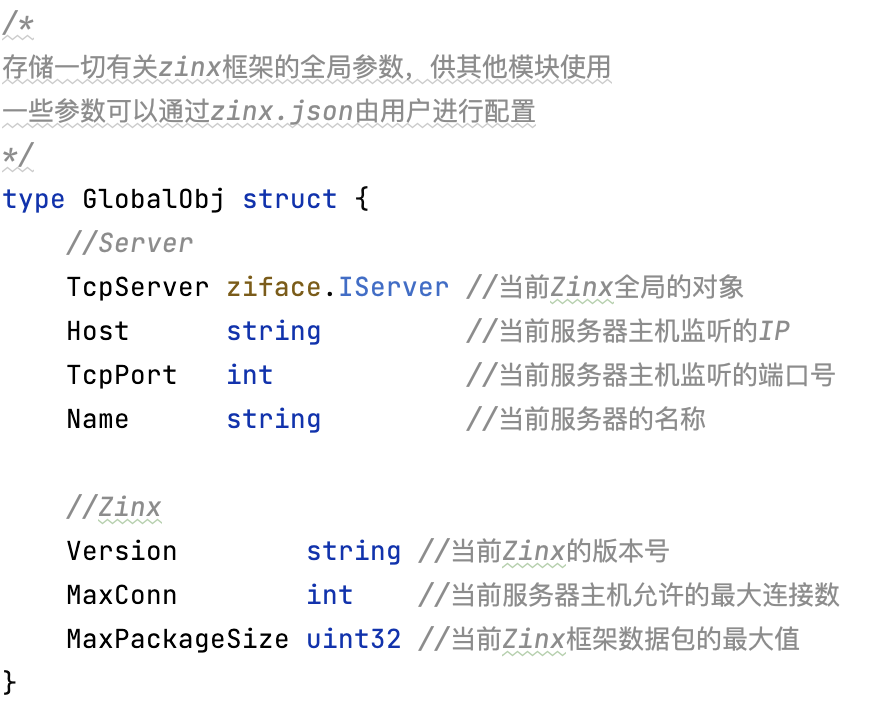 /*
存储一切有关zinx框架的全局参数，供其他模块使用
一些参数可以通过zinx.json由用户进行配置
*/
type GlobalObj struct {
    //Server
    TcpServer ziface.IServer //当前Zinx全局的对象
    Host      string         //当前服务器主机监听的IP
    TcpPort   int            //当前服务器主机监听的端口号
    Name      string         //当前服务器的名称

    //Zinx
    Version        string //当前Zinx的版本号
    MaxConn        int    //当前服务器主机允许的最大连接数
    MaxPackageSize uint32 //当前Zinx框架数据包的最大值
}